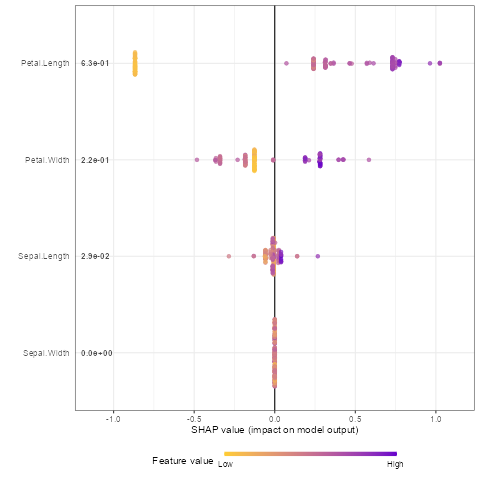 Petal.Length 6.3e-01
Petal.Width 2.2e-01
Sepal.Length 2.9e-02
Sepal.Width 0.0e+00
-1.0 -0.5 0.0 0.5 1.0
SHAP value (impact on model output)
Feature value Low High